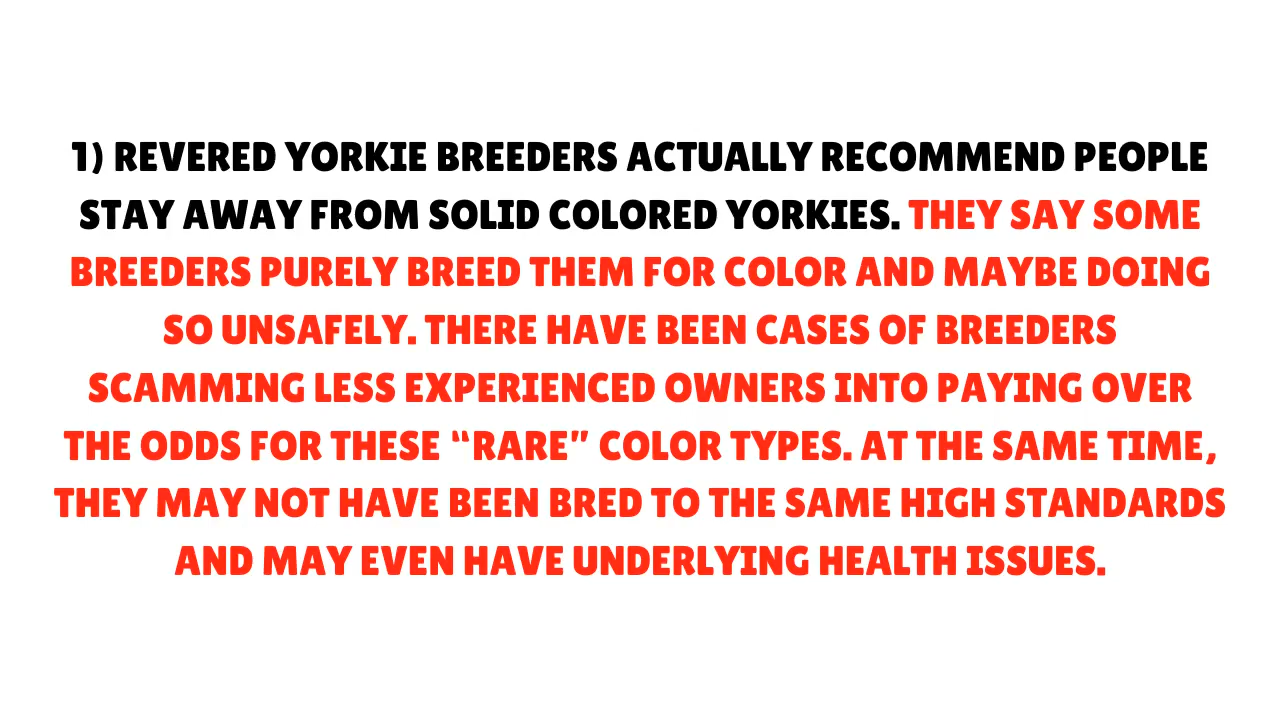 1) REVERED YORKIE BREEDERS ACTUALLY RECOMMEND PEOPLE
STAY AWAY FROM SOLID COLORED YORKIES. THEY SAY SOME
BREEDERS PURELY BREED THEM FOR COLOR AND MAYBE DOING
SO UNSAFELY. THERE HAVE BEEN CASES OF BREEDERS
SCAMMING LESS EXPERIENCED OWNERS INTO PAYING OVER
THE ODDS FOR THESE “RARE” COLOR TYPES. AT THE SAME TIME,
THEY MAY NOT HAVE BEEN BRED TO THE SAME HIGH STANDARDS
AND MAY EVEN HAVE UNDERLYING HEALTH ISSUES.